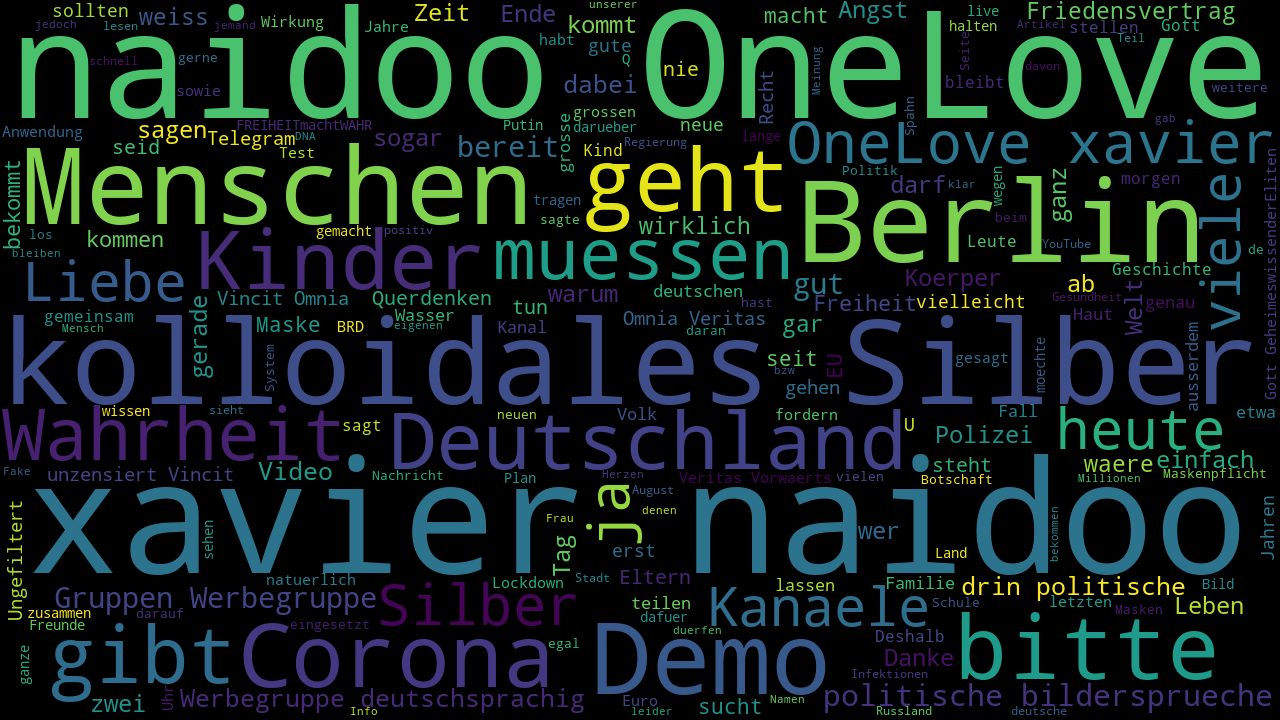 sollten weiss Wirkung Jahre Zeit Ende unserer kommt macht Angst live Friedensvertrag
jedoch lesen jemand habt gute halten Artikel stellen Gott Teil
naidoo OneLove
schnell gerne Q nie Meinung Seite davon
sowie dabei Recht bleibt weitere
FREIHEITmachtWAHR grossen gab
Anwendung sagen Telegram DNA sogar Putin darueber neue lange spahn
seid Test bereit grosse Kind Regierung OneLove xavier
bekommt Menschen geht Politik darf klar wegen ganz morgen viele
tragen sagte wirklich Berlin beim
los kommen gemacht positiv Leute YouTube de
bleiben Kinder muessen Geschichte Gott GeheimeswissenderEliten
Liebe Vincit Omnia Querdenken tun warum deutschen hast gut Freiheit Koerper vielleicht ab Gesundheit genau
gemeinsam gerade Maske BRD Wasser Kanal Omnia Veritas gar Haut Welt
Mensch eigenen daran
kolloidales Silber
System seit EU gesagt moechte ausserdem
bzw gehen
wissen sieht neuen Volk fordern Fall etwa
Wahrheit sagt Deutschland U Polizei heute
Fake unzensiert Vincit Video Nachricht Plan Herzen Veritas Vorwaerts vielen steht Botschaft waere einfach
Millionen Maskenpflicht
xavier naidoo
August denen ja
Ungefiltert sehen Frau Tag erst wer Land bekommen Jahren
natuerlich Lockdown Stadt Eltern lassen Familie drin politische Bild
Gruppen Werbegruppe Silber teilen Kanaele Schule letzten Masken Leben
zusammen darauf dafuer
Freunde eingesetzt duerfen Deshalb
ganze gibt Corona egal Demo Danke bitte
Infektionen
zwei Uhr Werbegruppe deutschsprachig Euro Namen politische bildersprueche
Info leider sucht Russland deutsche